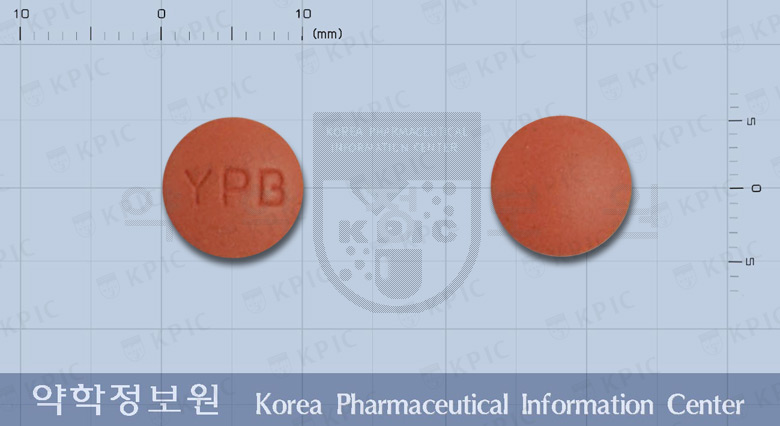 10 0 10
(mm)
KOREA PHARMACEUTICAL
INFORMATION CENTER
5
YPB
0
KPIC
5
약학정보원 Korea Pharmaceutical Information Center